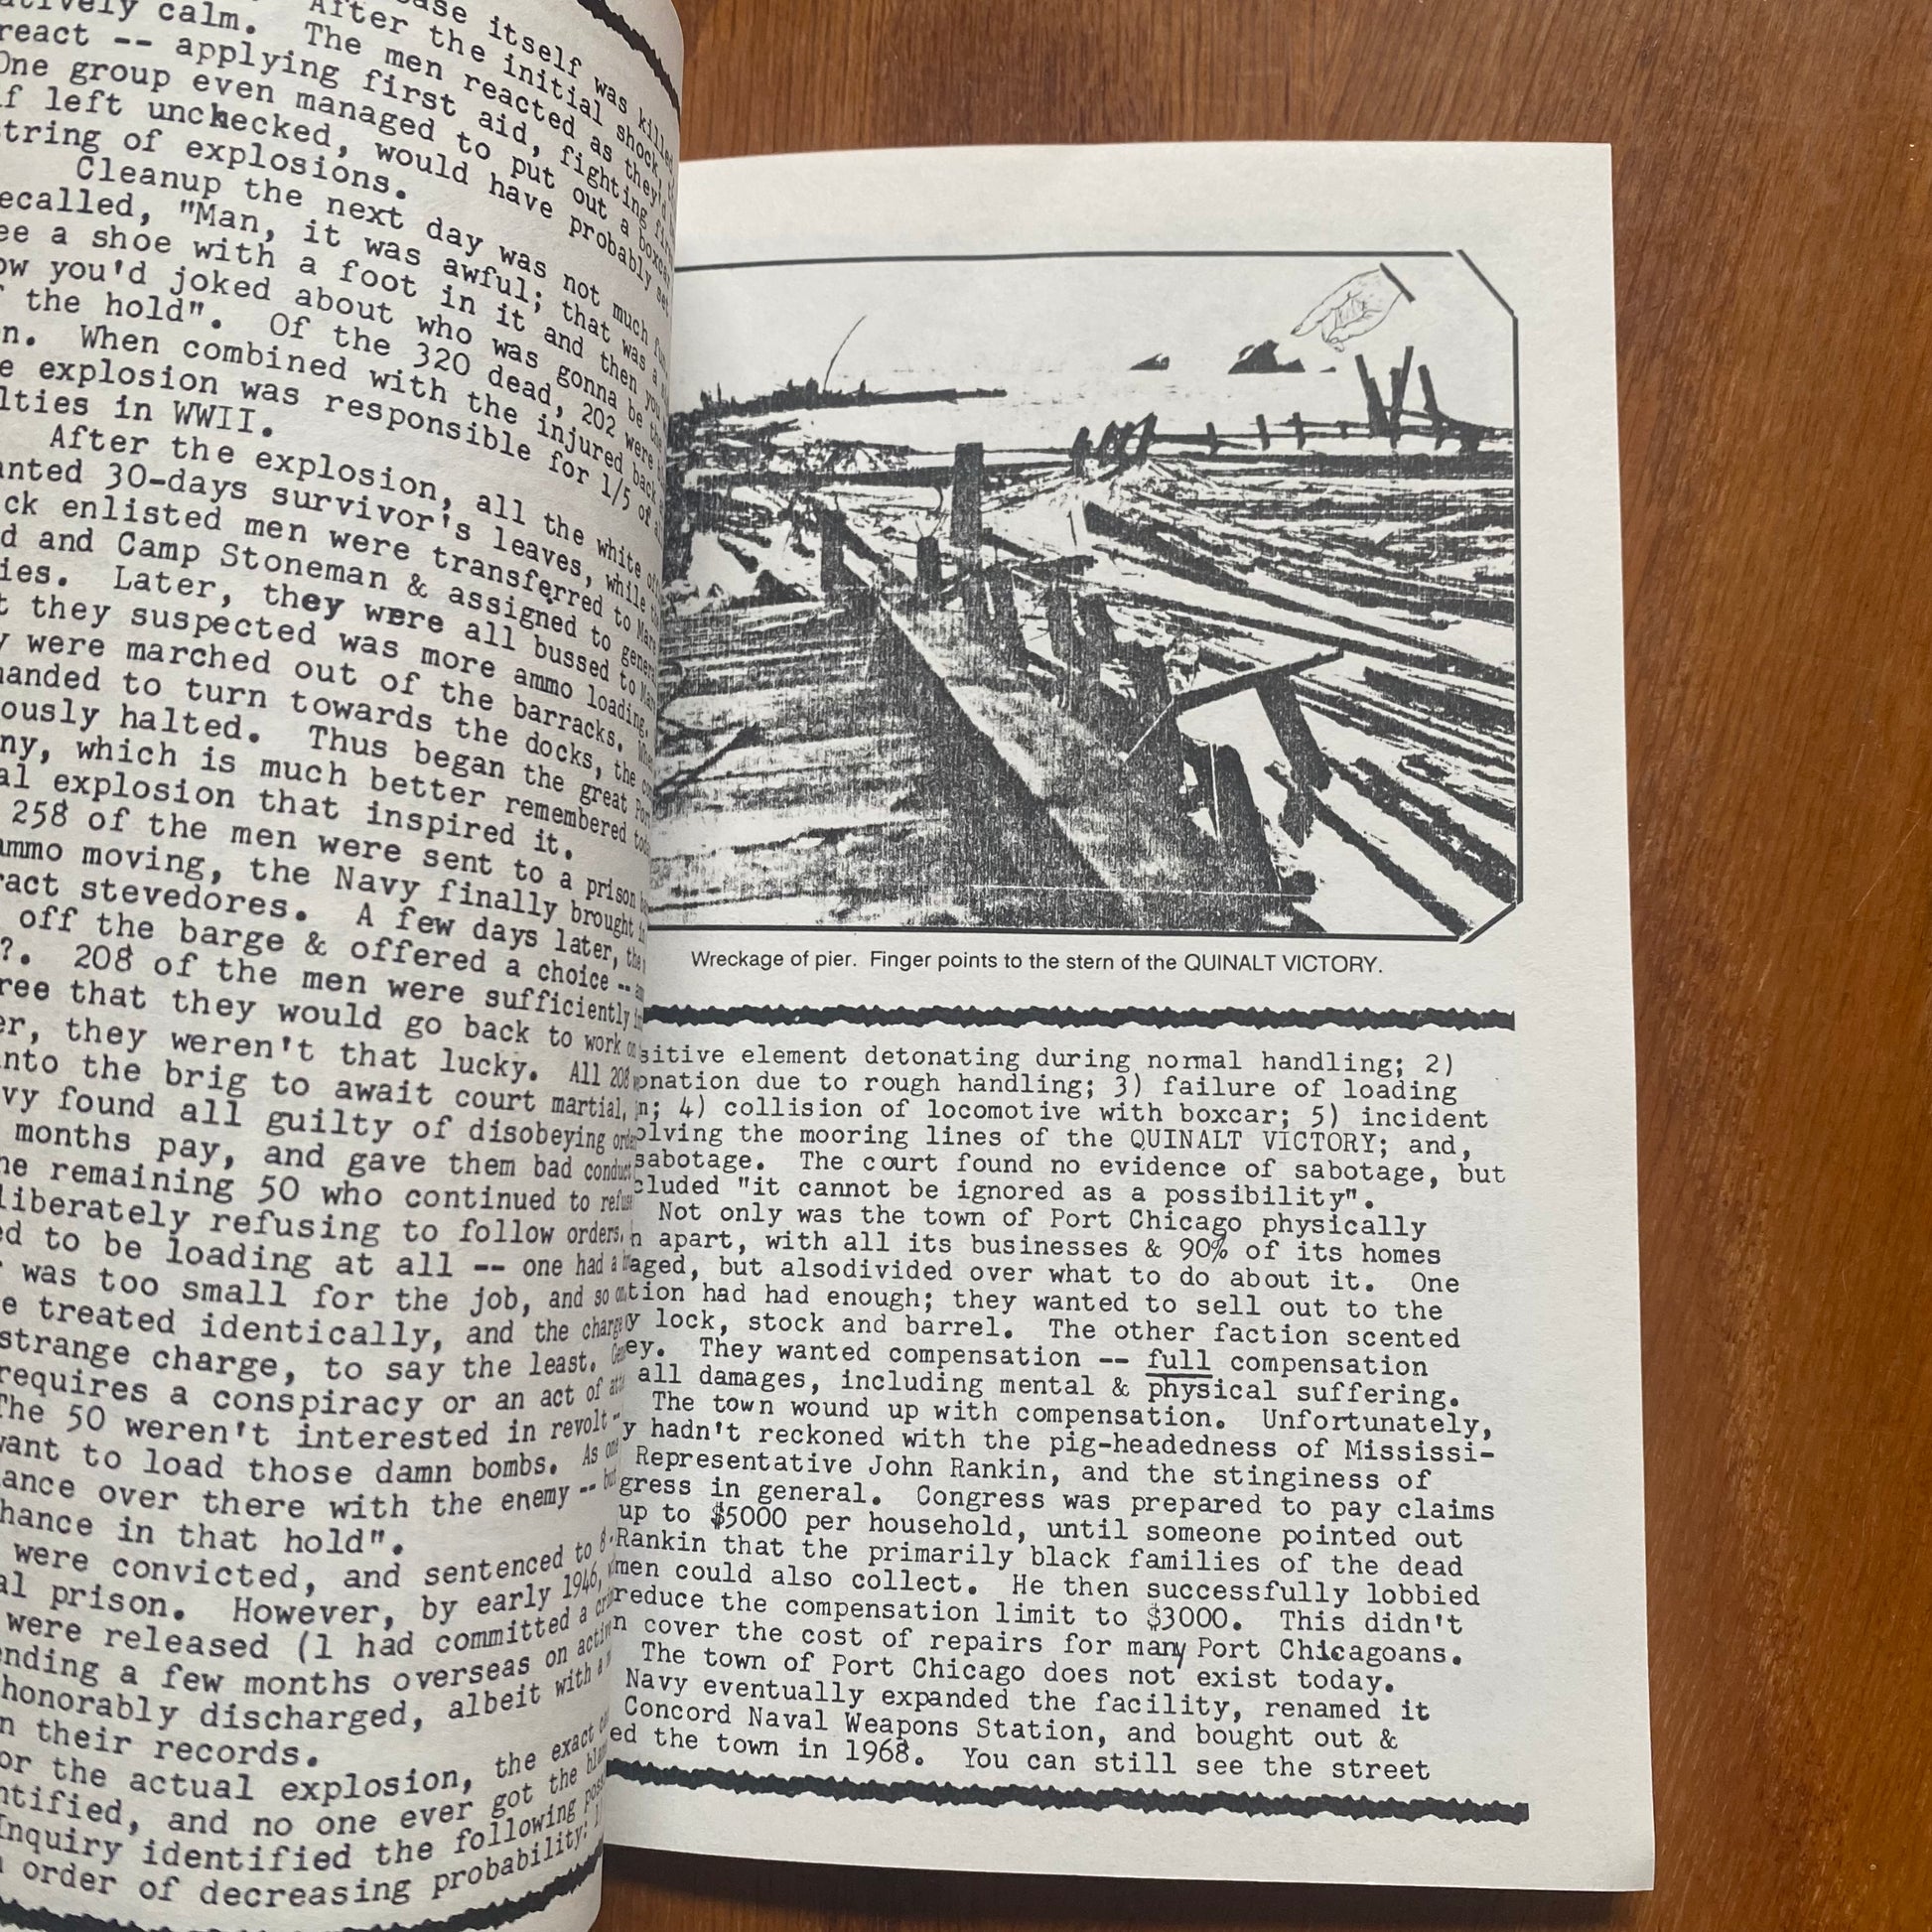 ase itself was killed
atively calm. After the initial shock,
The men reacted as they'd
react -- applying first aid, fighting
One group even managed to put out a boxcar
if left unchecked, would have probably set
string of explosions.
Cleanup the next day was not much fun
ecalled, "Man, it was awful; that was a
ee a shoe with a foot in it and then you
ow you'd joked about who was gonna be the
f the hold". Of the 320 dead, 202 were
n. When combined with the injured back
e explosion was responsible for 1/5 of
lties in WWII.
After the explosion, all the white
anted 30-days survivor's leaves, while
ck enlisted men were transferred to Mare
d and Camp Stoneman & assigned to general
ies. Later, they were all bussed to Mare
t they suspected was more ammo loading.
y were marched out of the barracks. When
manded to turn towards the docks, the
ously halted. Thus began the great Port
ny, which is much better remembered
al explosion that inspired it.
258 of the men were sent to a prison
ammo moving, the Navy finally brought in
ract stevedores. A few days later, the
off the barge & offered a choice --
?. 208 of the men were sufficiently
ree that they would go back to work
er, they weren't that lucky. All 208
nto the brig to await court martial.
vy found all guilty of disobeying
months pay, and gave them bad conduct
he remaining 50 who continued to refuse
liberately refusing to follow orders.
ed to be loading at all -- one had a
was too small for the job, and so on
e treated identically, and the charge
strange charge, to say the least.
requires a conspiracy or an act of
The 50 weren't interested in revolt --
want to load those damn bombs. As one
ance over there with the enemy -- but
hance in that hold".
were convicted, and sentenced to 8-
al prison. However, by early 1946,
were released (1 had committed a
ending a few months overseas on active
honorably discharged, albeit with a
n their records.
or the actual explosion, the exact
ntified, and no one ever got the
Inquiry identified the following
n order of decreasing probability:
Wreckage of pier. Finger points to the stern of the QUINALT VICTORY.
sitive element detonating during normal handling; 2)
onation due to rough handling; 3) failure of loading
n; 4) collision of locomotive with boxcar; 5) incident
olving the mooring lines of the QUINALT VICTORY; and,
sabotage. The court found no evidence of sabotage, but
cluded "it cannot be ignored as a possibility".
Not only was the town of Port Chicago physically
n apart, with all its businesses & 90% of its homes
aged, but alsodivided over what to do about it. One
tion had had enough; they wanted to sell out to the
y lock, stock and barrel. The other faction scented
ey. They wanted compensation -- full compensation
all damages, including mental & physical suffering.
The town wound up with compensation. Unfortunately,
y hadn't reckoned with the pig-headedness of Mississi-
Representative John Rankin, and the stinginess of
gress in general. Congress was prepared to pay claims
up to $5000 per household, until someone pointed out
Rankin that the primarily black families of the dead
men could also collect. He then successfully lobbied
reduce the compensation limit to $3000. This didn't
n cover the cost of repairs for many Port Chicagoans.
The town of Port Chicago does not exist today.
Navy eventually expanded the facility, renamed it
Concord Naval Weapons Station, and bought out &
ed the town in 1968. You can still see the street